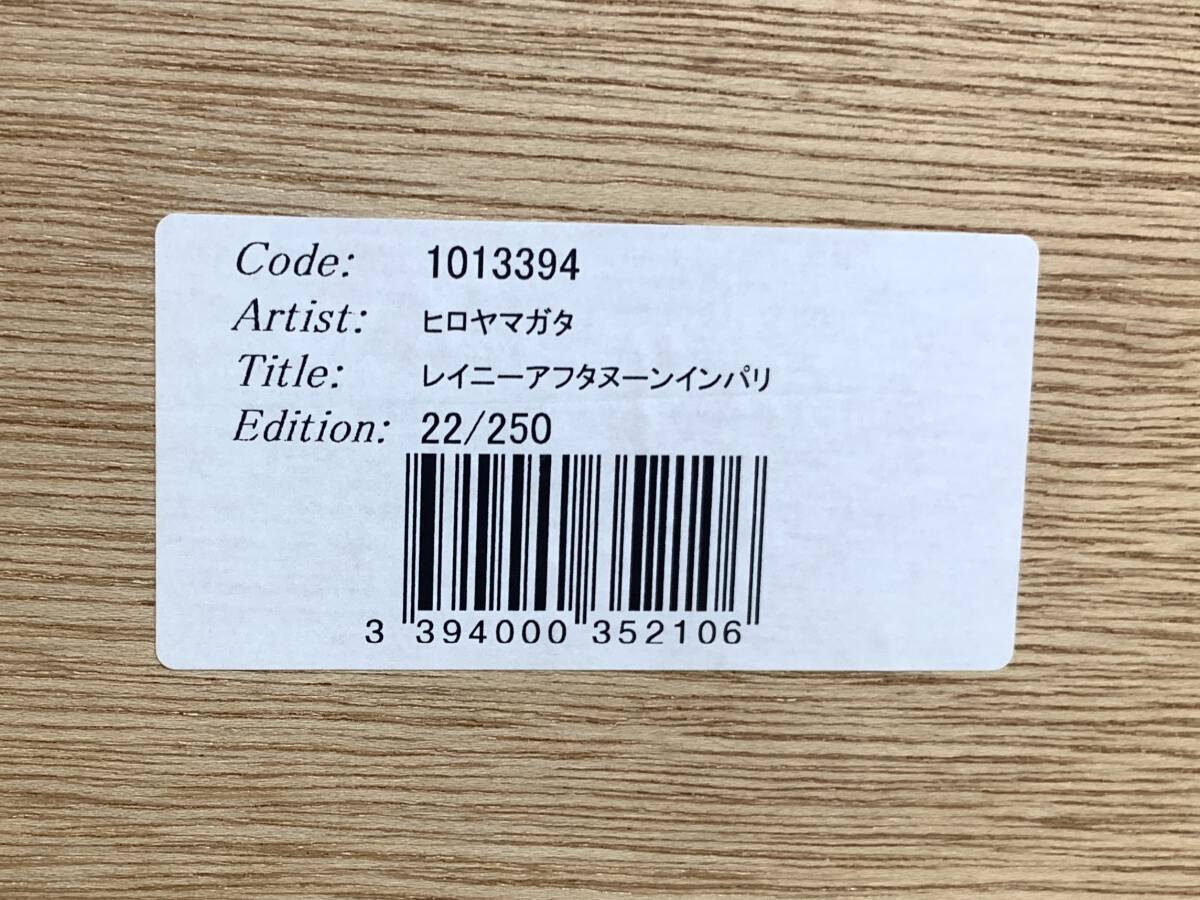 Code: 1013394
Artist: ヒロヤマガタ
Title: レイニーアフタヌーンインパリ
Edition: 22/250
3 394000 352106